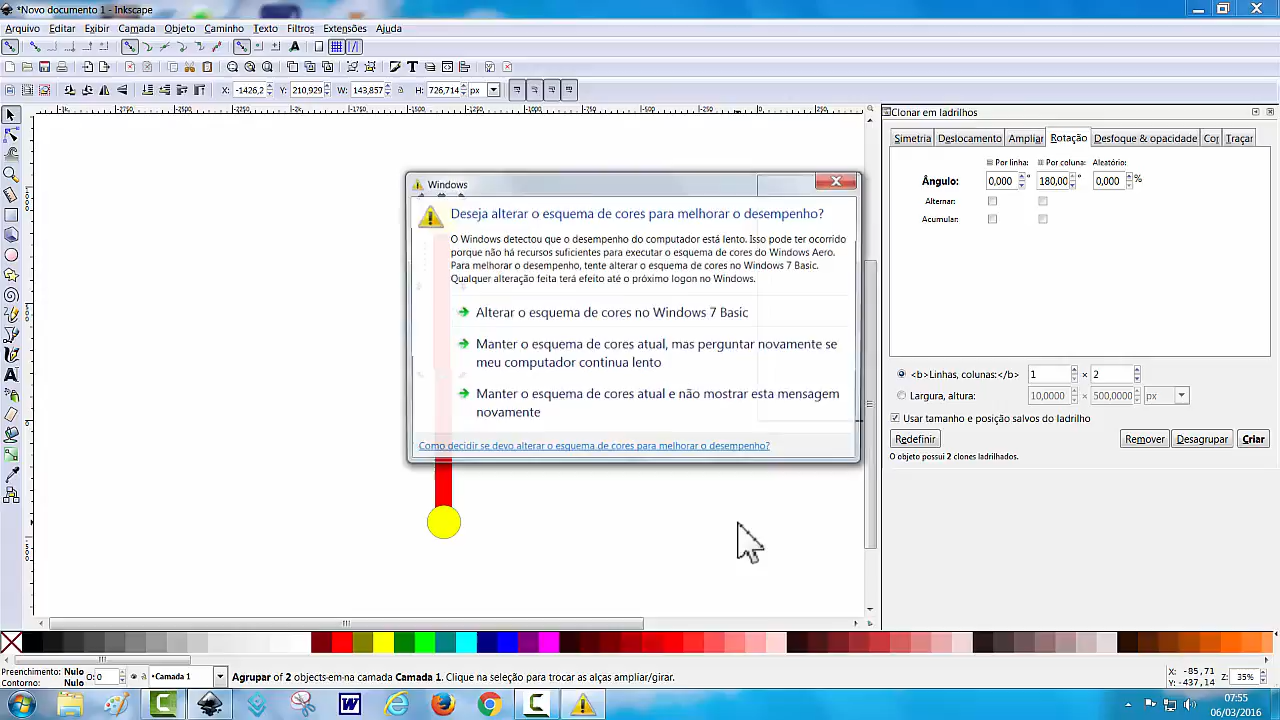 *Novo documento 1 - Inkscape
Arquivo Editar Exibir Camada Objeto Caminho Texto Filtros Extensões Ajuda
X: -1426,2 Y: 210,929 W: 143,857 H: 726,714 px
Clonar em ladrilhos
Simetria Deslocamento Ampliar Rotação Desfoque & opacidade Cor Traçar
Por linha: Por coluna: Aleatório:
Ângulo: 0,000 180,00 0,000 %
Alternar:
Acumular:
<b>Linhas, colunas:</b> 1 × 2
Largura, altura: 10,0000 × 500,0000 px
Usar tamanho e posição salvos do ladrilho
Redefinir Remover Desagrupar Criar
O objeto possui 2 clones ladrilhados.
Windows
Deseja alterar o esquema de cores para melhorar o desempenho?
O Windows detectou que o desempenho do computador está lento. Isso pode ter ocorrido
porque não há recursos suficientes para executar o esquema de cores do Windows Aero.
Para melhorar o desempenho, tente alterar o esquema de cores no Windows 7 Basic.
Qualquer alteração feita terá efeito até o próximo logon no Windows.
Alterar o esquema de cores no Windows 7 Basic
Manter o esquema de cores atual, mas perguntar novamente se
meu computador continua lento
Manter o esquema de cores atual e não mostrar esta mensagem
novamente
Como decidir se devo alterar o esquema de cores para melhorar o desempenho?
Preenchimento: Nulo
Contorno: Nulo
O: 0
Camada 1
Agrupar of 2 objects-em-na camada Camada 1. Clique na seleção para trocar as alças ampliar/girar.
X: -85,71
Y: -437,14
Z: 35%
07:55
06/03/2016